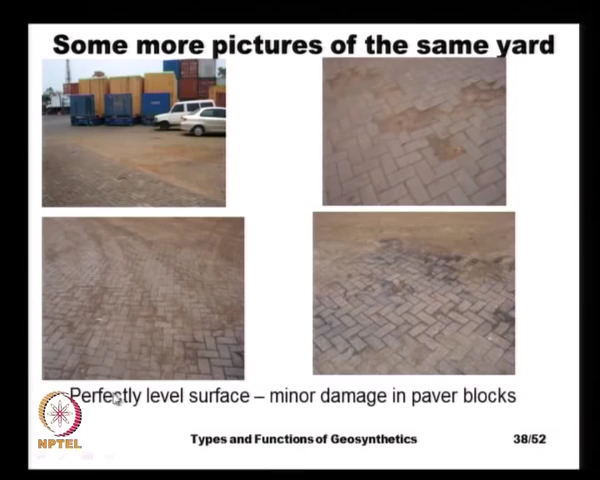 Some more pictures of the same yard
Perfectly level surface – minor damage in paver blocks
NPTEL
Types and Functions of Geosynthetics
38/52